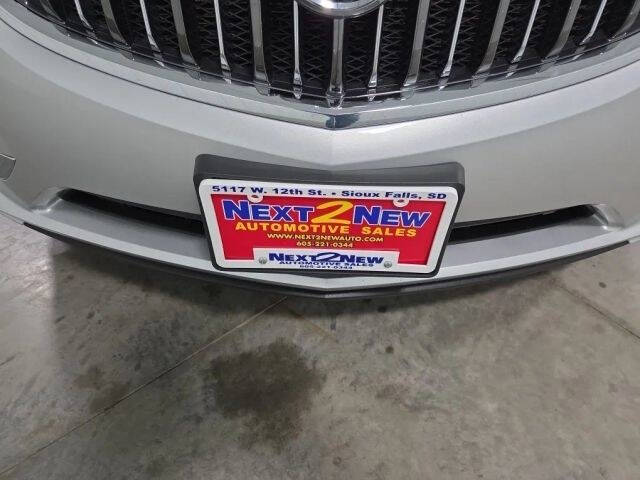 5117 W. 12th St. • Sioux Falls, SD
NEXT2NEW
AUTOMOTIVE SALES
WWW.NEXT2NEWAUTO.COM
605-221-0344
NEXT2NEW
AUTOMOTIVE SALES
605-221-0344